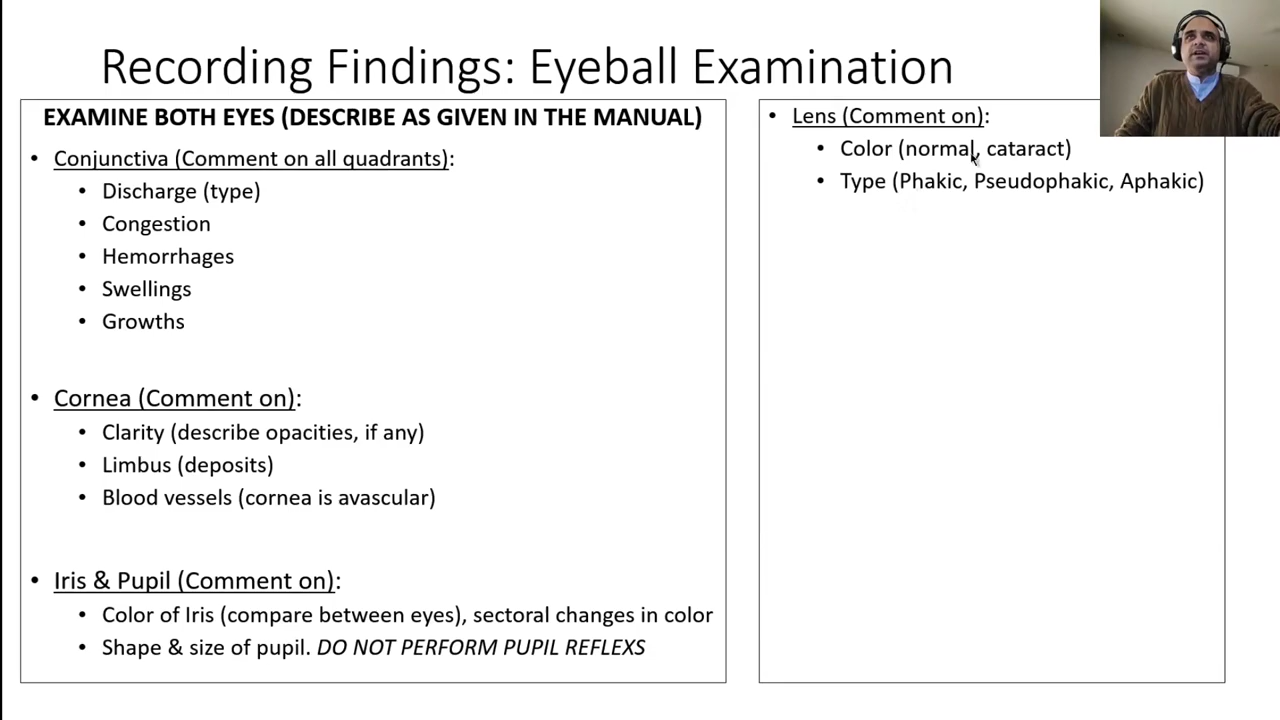 Recording Findings: Eyeball Examination
EXAMINE BOTH EYES (DESCRIBE AS GIVEN IN THE MANUAL)
• Conjunctiva (Comment on all quadrants):
• Discharge (type)
• Congestion
• Hemorrhages
• Swellings
• Growths
• Cornea (Comment on):
• Clarity (describe opacities, if any)
• Limbus (deposits)
• Blood vessels (cornea is avascular)
• Iris & Pupil (Comment on):
• Color of Iris (compare between eyes), sectoral changes in color
• Shape & size of pupil. DO NOT PERFORM PUPIL REFLEXS
• Lens (Comment on):
• Color (normal, cataract)
• Type (Phakic, Pseudophakic, Aphakic)